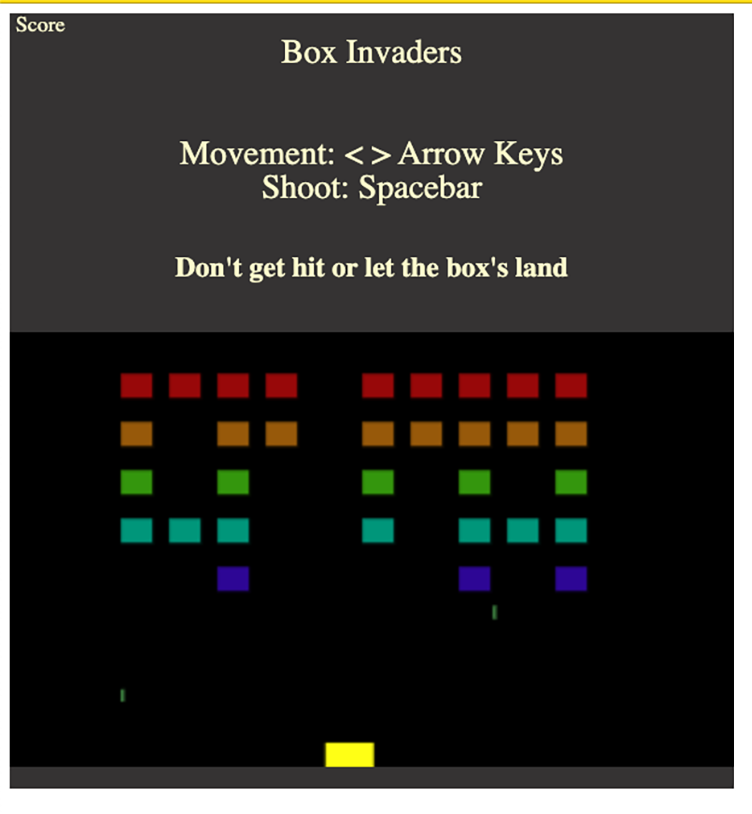 Score
Box Invaders
Movement: < > Arrow Keys
Shoot: Spacebar
Don't get hit or let the box's land